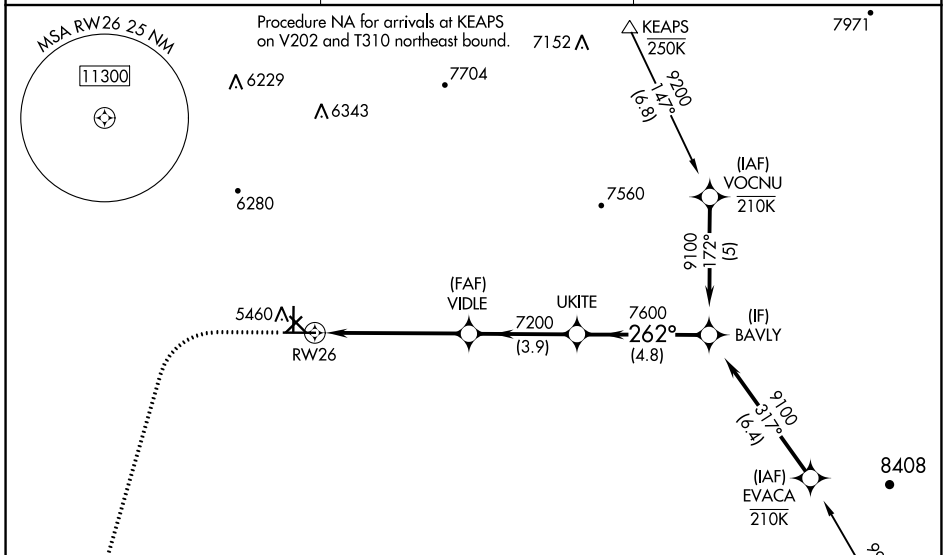 MSA RW26 25 NM
11300
Procedure NA for arrivals at KEAPS
on V202 and T310 northeast bound.
7152
KEAPS
250K
7971
6229
7704
6343
9200
147°
(6.8)
(IAF)
VOCNU
210K
6280
7560
9100
172°
(5)
(FAF)
VIDLE
UKITE
5460
RW26
7200
(3.9)
7600
262°
(4.8)
(IF)
BAVLY
9100
317°
(6.4)
(IAF)
EVACA
210K
8408